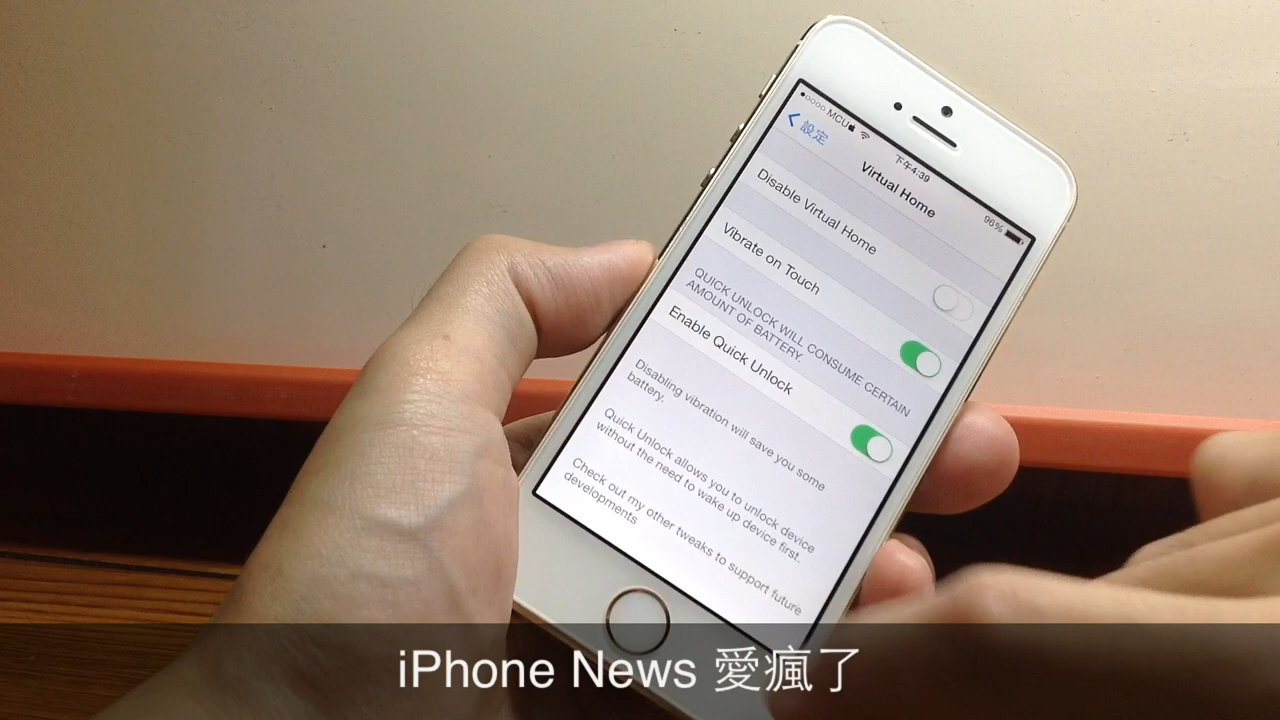 ●○○○○ MCU
下午4:39
96%
設定
Virtual Home
Disable Virtual Home
Vibrate on Touch
QUICK UNLOCK WILL CONSUME CERTAIN
AMOUNT OF BATTERY.
Enable Quick Unlock
Disabling vibration will save you some
battery.
Quick Unlock allows you to unlock device
without the need to wake up device first.
Check out my other tweaks to support future
developments
iPhone News 愛瘋了